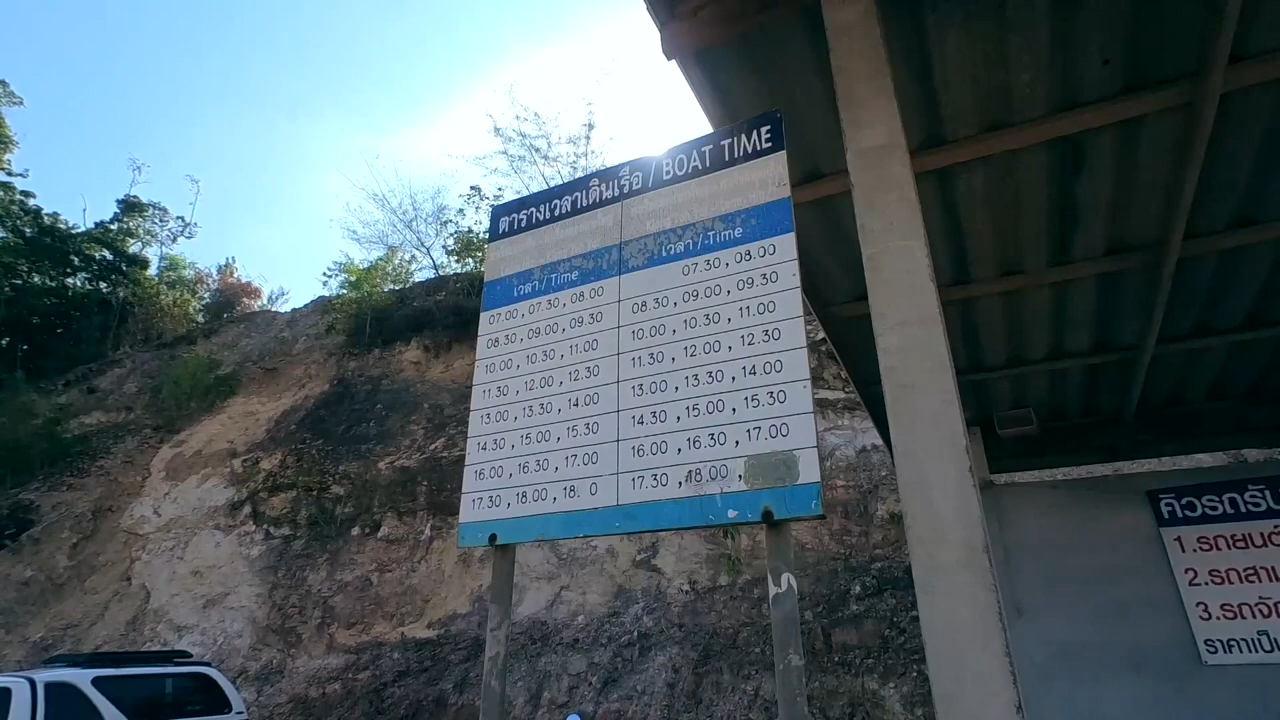 ตารางเวลาเดินเรือ / BOAT TIME
เวลา / Time
07.00 , 07.30 , 08.00
08.30 , 09.00 , 09.30
10.00 , 10.30 , 11.00
11.30 , 12.00 , 12.30
13.00 , 13.30 , 14.00
14.30 , 15.00 , 15.30
16.00 , 16.30 , 17.00
17.30 , 18.00 , 18. 0
เวลา / Time
07.30 , 08.00
08.30 , 09.00 , 09.30
10.00 , 10.30 , 11.00
11.30 , 12.00 , 12.30
13.00 , 13.30 , 14.00
14.30 , 15.00 , 15.30
16.00 , 16.30 , 17.00
17.30 , 18.00 ,
คิวรถรับ
1.รถยนต์
2.รถสาม
3.รถจัก
ราคาเป็น